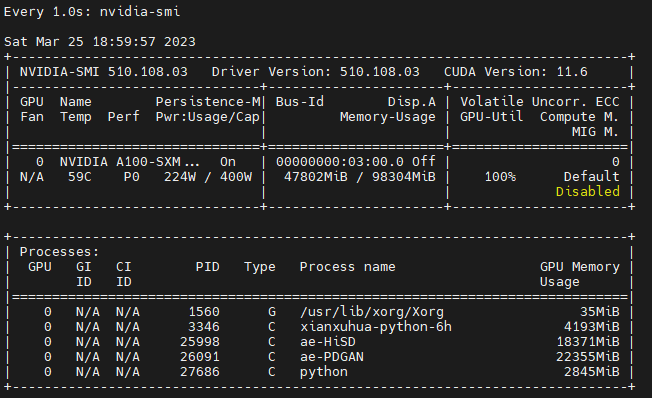 Every 1.0s: nvidia-smi
Sat Mar 25 18:59:57 2023
+-----------------------------------------------------------------------------+
| NVIDIA-SMI 510.108.03   Driver Version: 510.108.03   CUDA Version: 11.6     |
|-------------------------------+----------------------+----------------------+
| GPU  Name        Persistence-M| Bus-Id        Disp.A | Volatile Uncorr. ECC |
| Fan  Temp  Perf  Pwr:Usage/Cap|         Memory-Usage | GPU-Util  Compute M. |
|                               |                      |               MIG M. |
|===============================+======================+======================|
|   0  NVIDIA A100-SXM...  On   | 00000000:03:00.0 Off |                    0 |
| N/A   59C    P0   224W / 400W |  47802MiB / 98304MiB |    100%      Default |
|                               |                      |             Disabled |
+-------------------------------+----------------------+----------------------+
+-----------------------------------------------------------------------------+
| Processes:                                                                  |
|  GPU   GI   CI        PID   Type   Process name                  GPU Memory |
|        ID   ID                                                   Usage      |
|=============================================================================|
|    0   N/A  N/A      1560      G   /usr/lib/xorg/Xorg                 35MiB |
|    0   N/A  N/A      3346      C   xianxuhua-python-6h              4193MiB |
|    0   N/A  N/A     25998      C   ae-HiSD                         18371MiB |
|    0   N/A  N/A     26091      C   ae-PDGAN                        22355MiB |
|    0   N/A  N/A     27686      C   python                           2845MiB |
+-----------------------------------------------------------------------------+